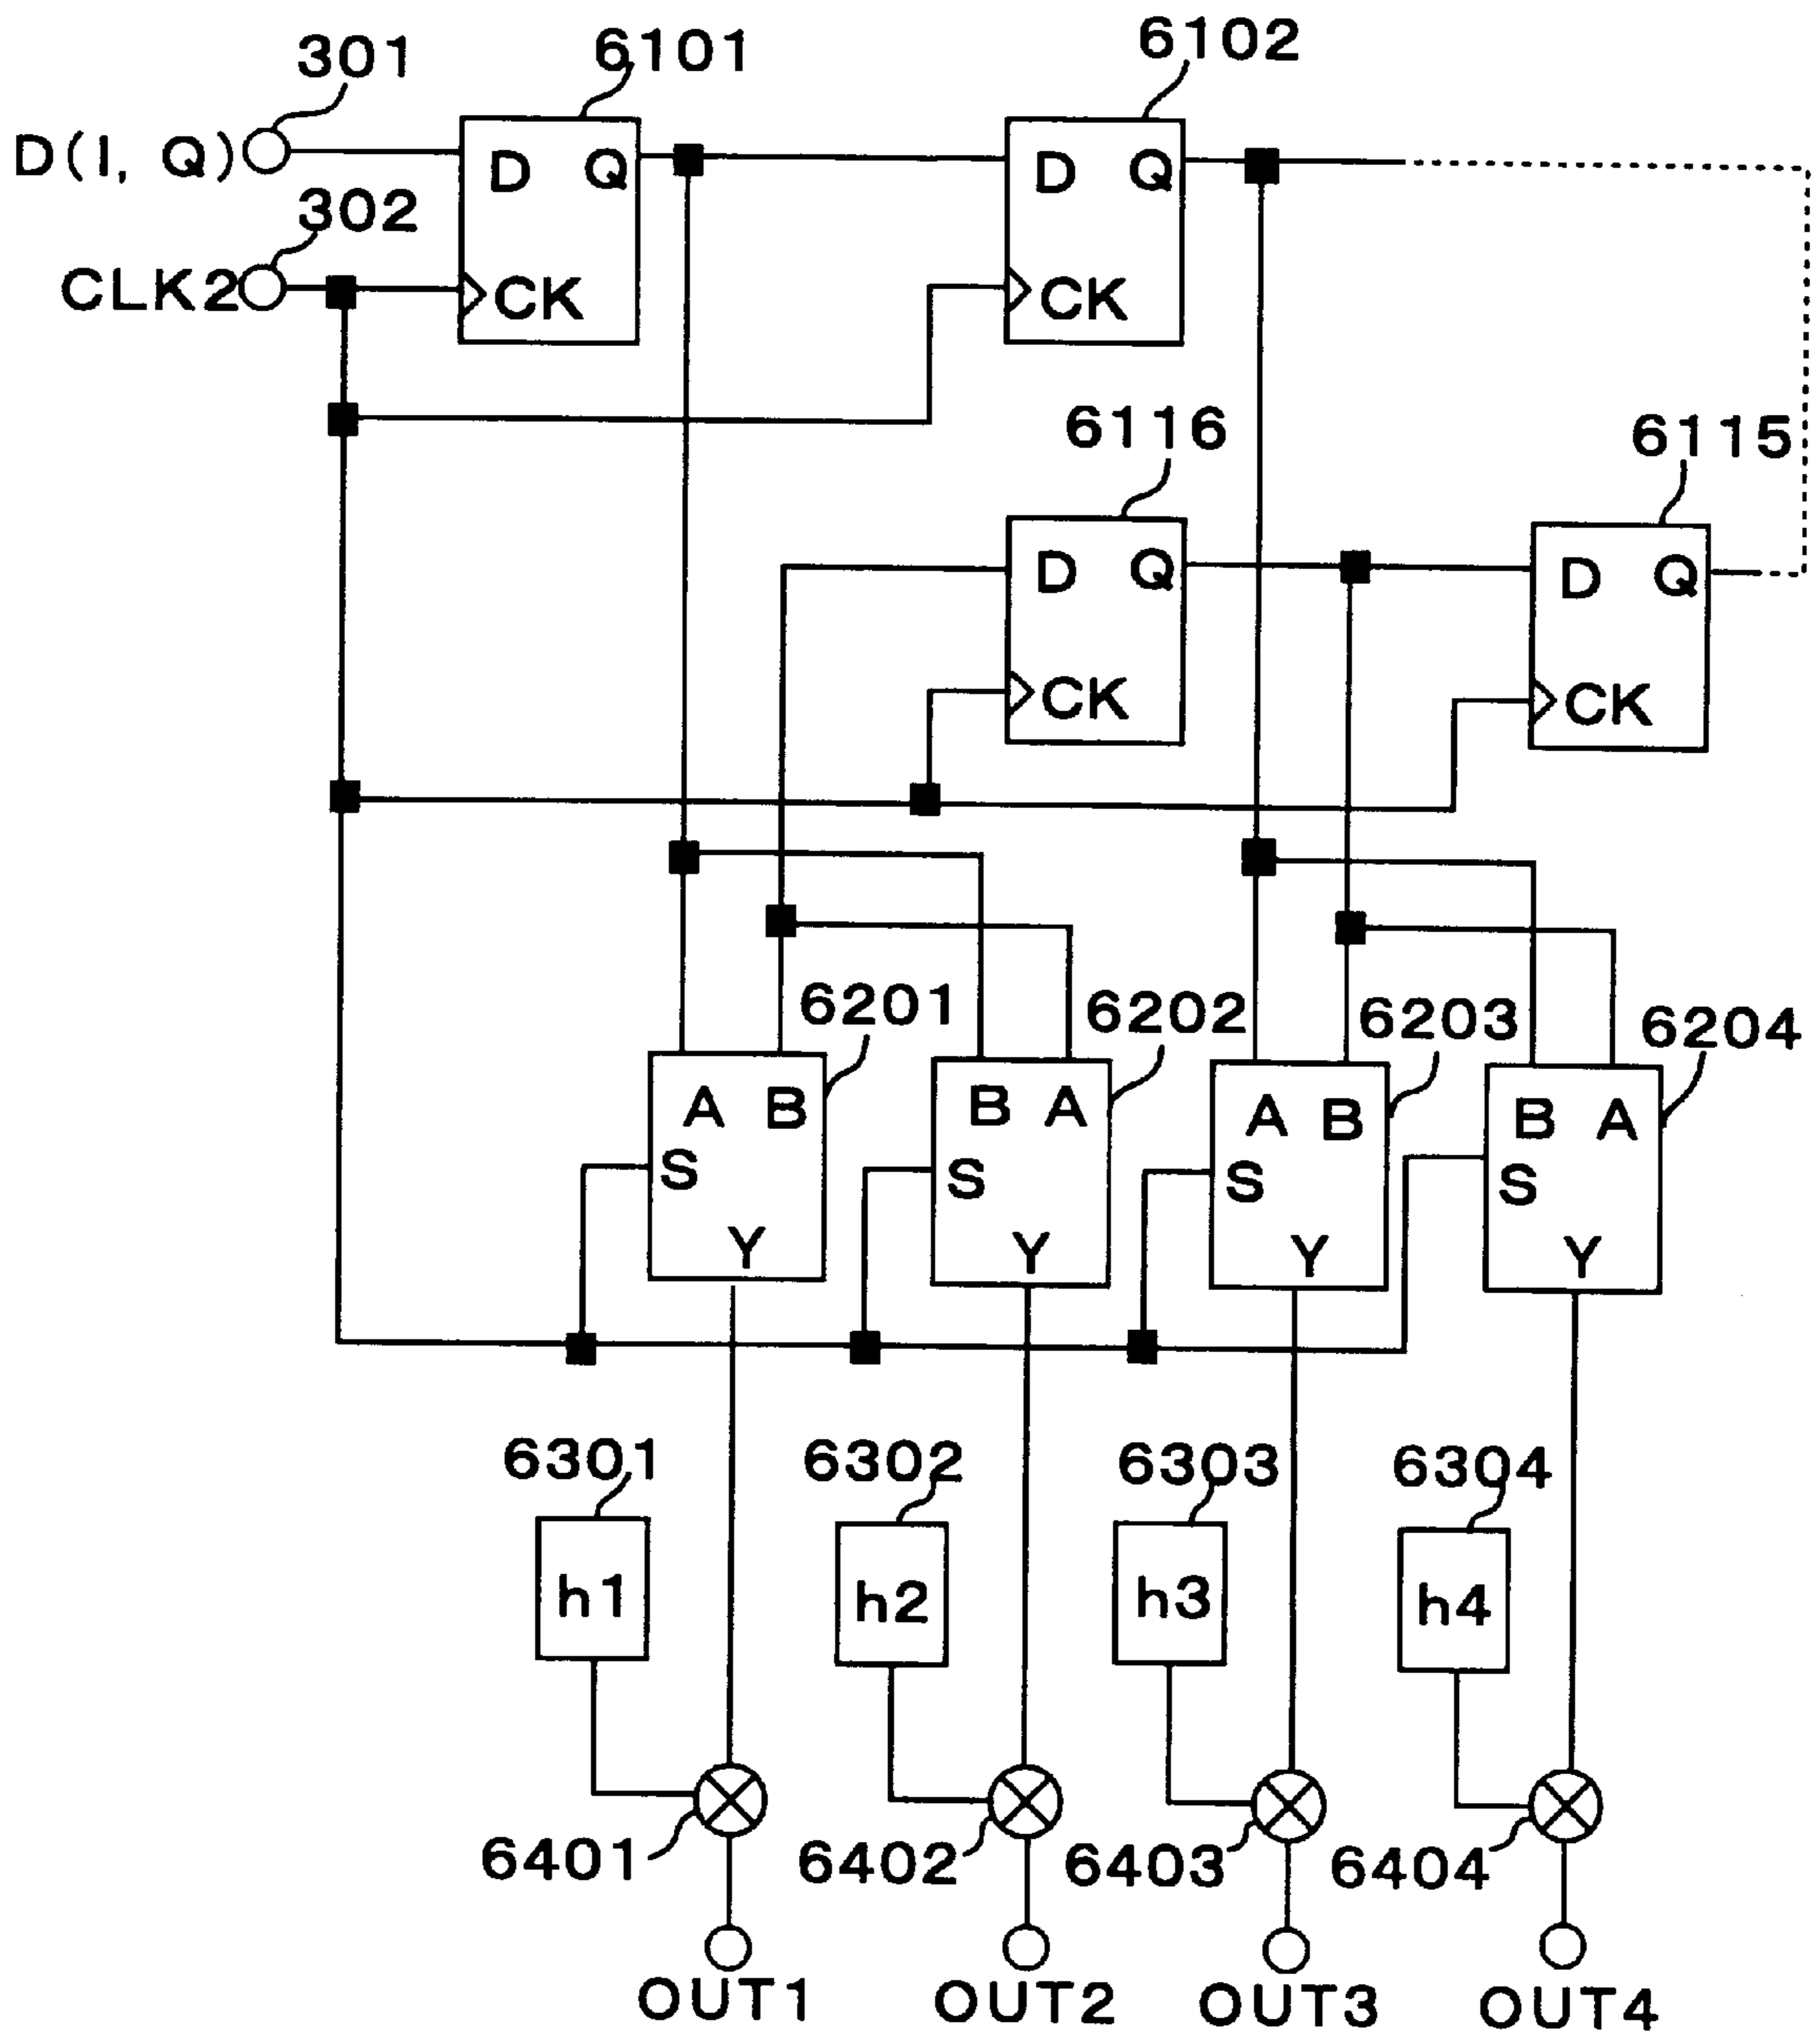 301
6101
6102
D(I, Q)
D Q
D Q
302
CLK2
CK
CK
6116
6115
D Q
D Q
CK
CK
6201
6202
6203
6204
A B
B A
A B
B A
S
S
S
S
Y
Y
Y
Y
6301
6302
6303
6304
h1
h2
h3
h4
6401
6402
6403
6404
OUT1
OUT2
OUT3
OUT4